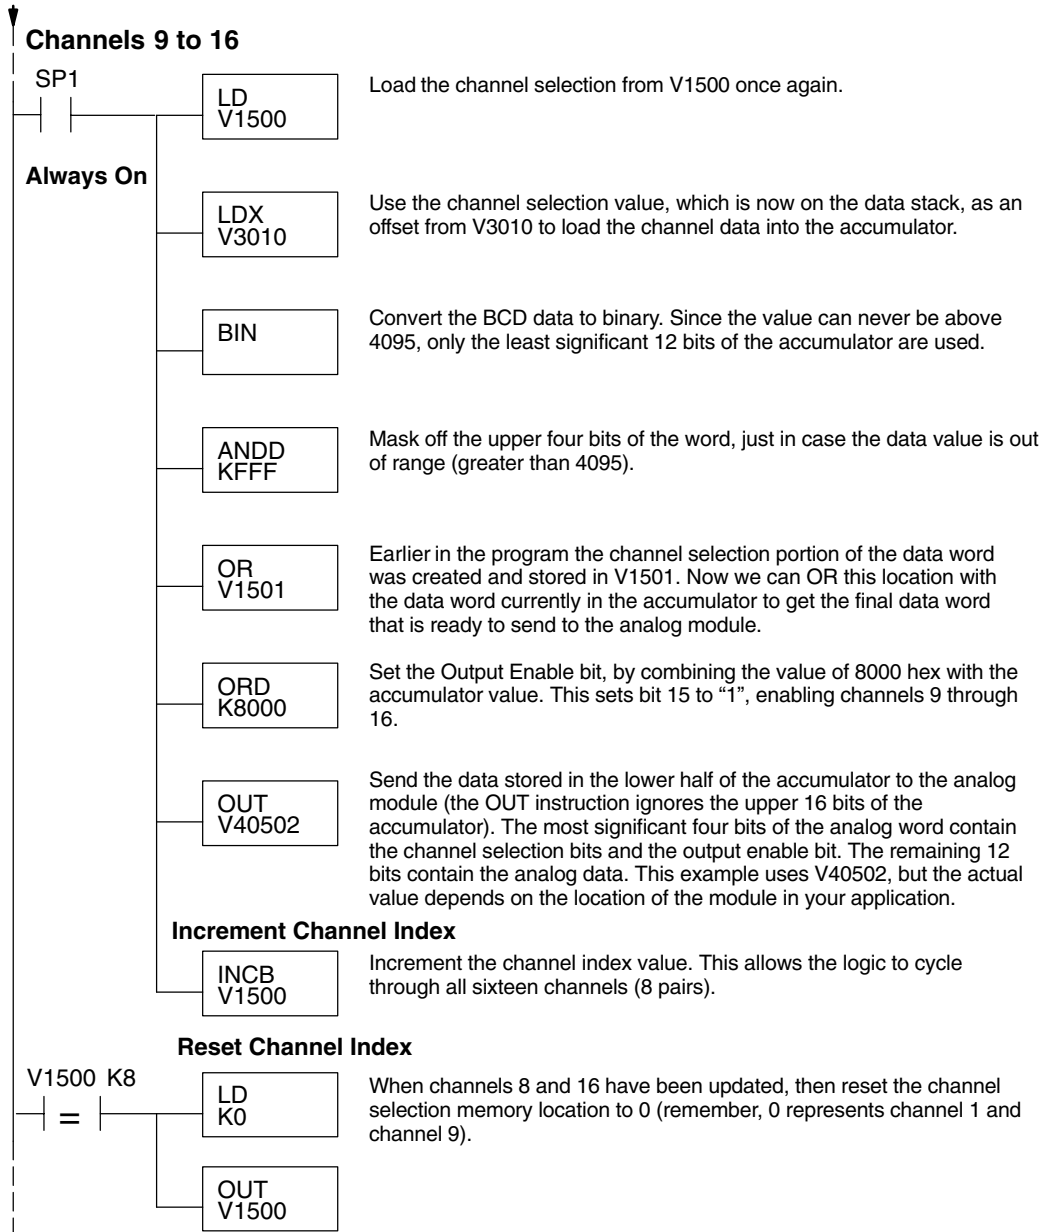 Channels 9 to 16
SP1
LD
V1500
Load the channel selection from V1500 once again.
Always On
LDX
V3010
Use the channel selection value, which is now on the data stack, as an
offset from V3010 to load the channel data into the accumulator.
BIN
Convert the BCD data to binary. Since the value can never be above
4095, only the least significant 12 bits of the accumulator are used.
ANDD
KFFF
Mask off the upper four bits of the word, just in case the data value is out
of range (greater than 4095).
OR
V1501
Earlier in the program the channel selection portion of the data word
was created and stored in V1501. Now we can OR this location with
the data word currently in the accumulator to get the final data word
that is ready to send to the analog module.
ORD
K8000
Set the Output Enable bit, by combining the value of 8000 hex with the
accumulator value. This sets bit 15 to “1”, enabling channels 9 through
16.
OUT
V40502
Send the data stored in the lower half of the accumulator to the analog
module (the OUT instruction ignores the upper 16 bits of the
accumulator). The most significant four bits of the analog word contain
the channel selection bits and the output enable bit. The remaining 12
bits contain the analog data. This example uses V40502, but the actual
value depends on the location of the module in your application.
Increment Channel Index
INCB
V1500
Increment the channel index value. This allows the logic to cycle
through all sixteen channels (8 pairs).
Reset Channel Index
V1500 K8
=
LD
K0
When channels 8 and 16 have been updated, then reset the channel
selection memory location to 0 (remember, 0 represents channel 1 and
channel 9).
OUT
V1500